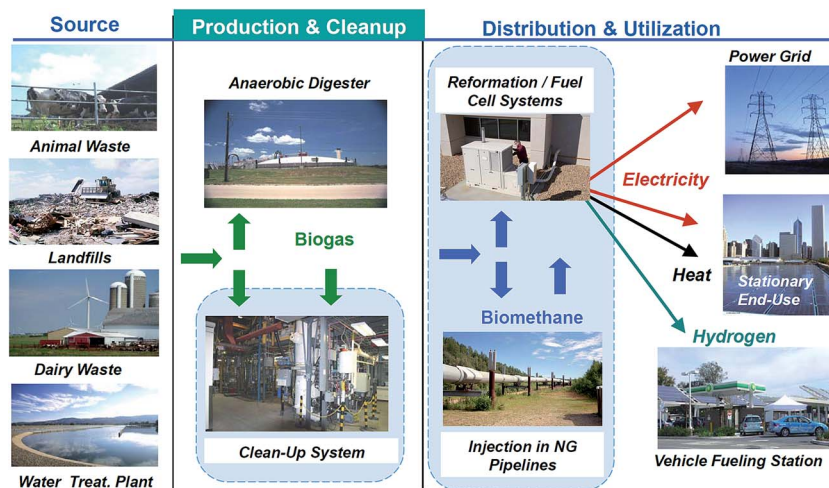 Source
Animal Waste
Landfills
Dairy Waste
Water Treat. Plant
Production & Cleanup
Anaerobic Digester
Biogas
Clean-Up System
Distribution & Utilization
Reformation / Fuel
Cell Systems
Biomethane
Injection in NG
Pipelines
Electricity
Heat
Hydrogen
Power Grid
Stationary
End-Use
Vehicle Fueling Station